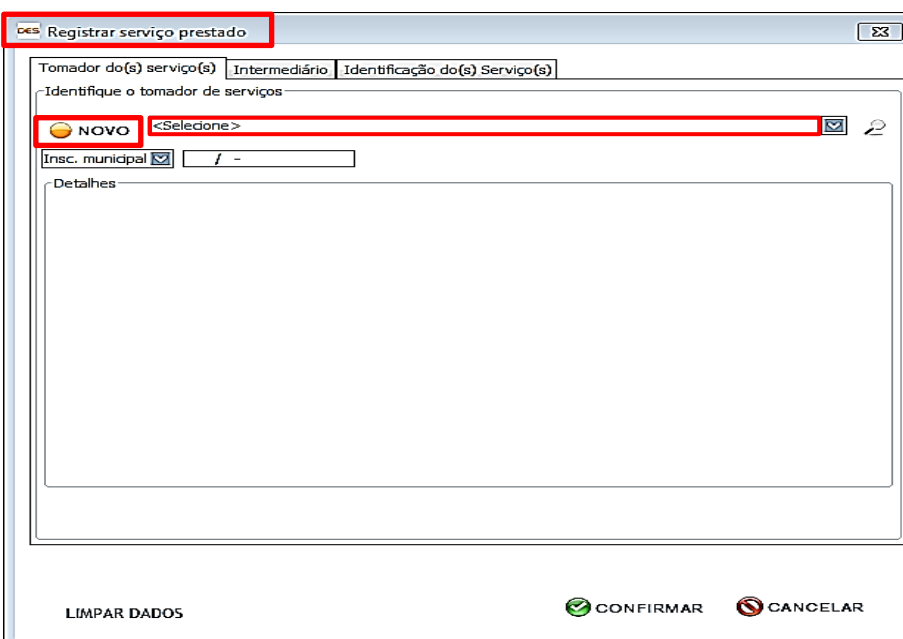 DES Registrar serviço prestado
Tomador do(s) serviço(s) Intermediário Identificação do(s) Serviço(s)
Identifique o tomador de serviços
NOVO <Selecione>
Insc. municipal / -
Detalhes
LIMPAR DADOS CONFIRMAR CANCELAR